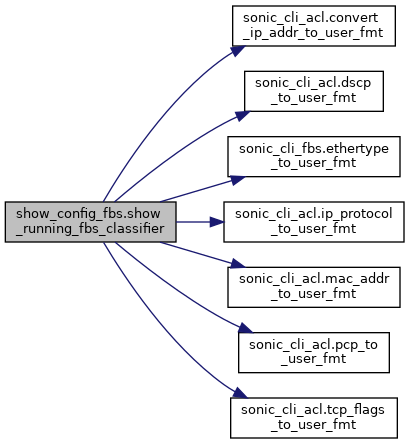 sonic_cli_acl.convert
_ip_addr_to_user_fmt
sonic_cli_acl.dscp
_to_user_fmt
sonic_cli_fbs.ethertype
_to_user_fmt
show_config_fbs.show
_running_fbs_classifier
sonic_cli_acl.ip_protocol
_to_user_fmt
sonic_cli_acl.mac_addr
_to_user_fmt
sonic_cli_acl.pcp_to
_user_fmt
sonic_cli_acl.tcp_flags
_to_user_fmt